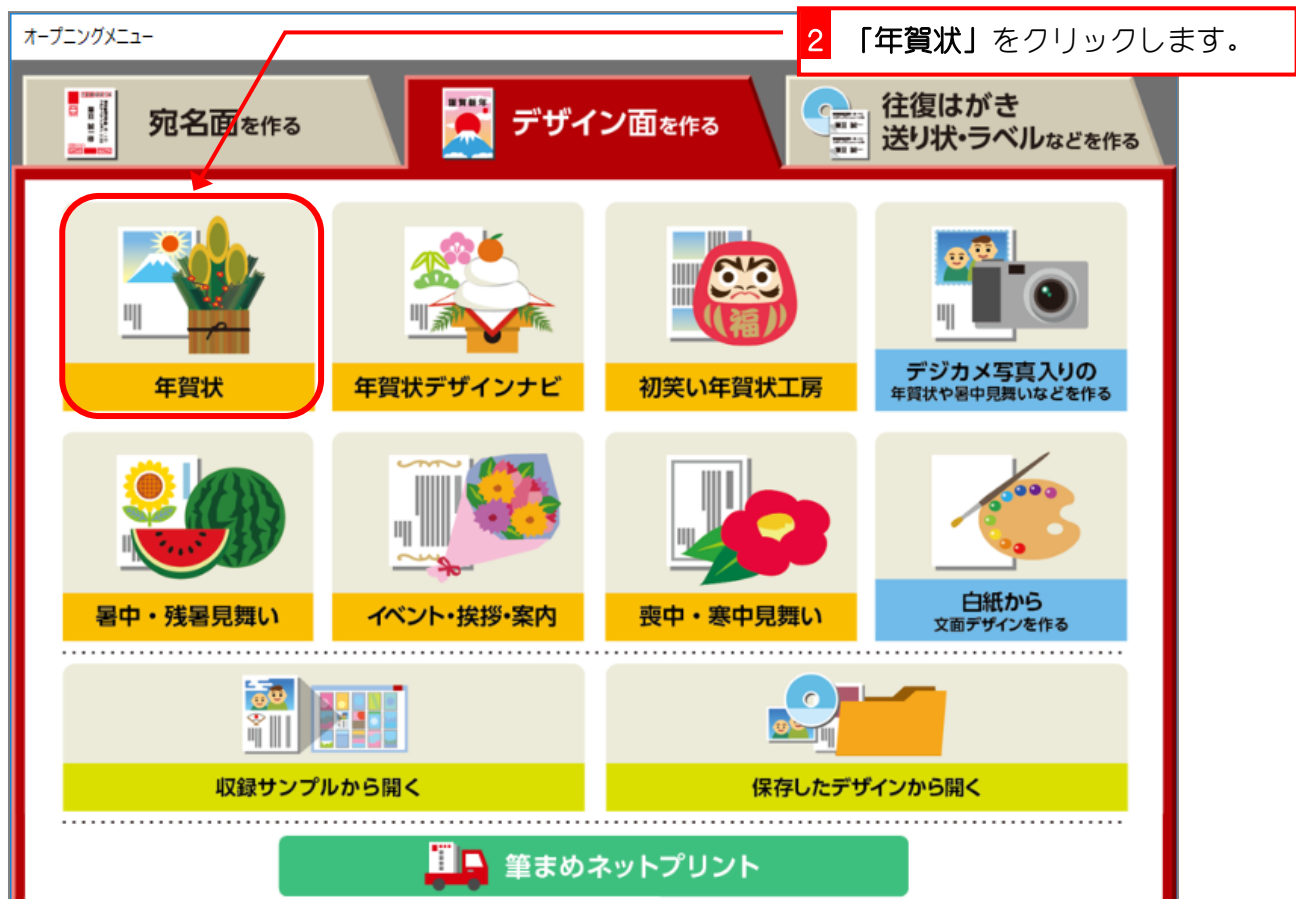 オープニングメニュー
2 「年賀状」をクリックします。
宛名面を作る
謹賀新年
デザイン面を作る
往復はがき
送り状・ラベルなどを作る
年賀状
年賀状デザインナビ
福
初笑い年賀状工房
デジカメ写真入りの
年賀状や暑中見舞いなどを作る
暑中・残暑見舞い
イベント・挨拶・案内
喪中・寒中見舞い
白紙から
文面デザインを作る
収録サンプルから開く
保存したデザインから開く
筆まめネットプリント